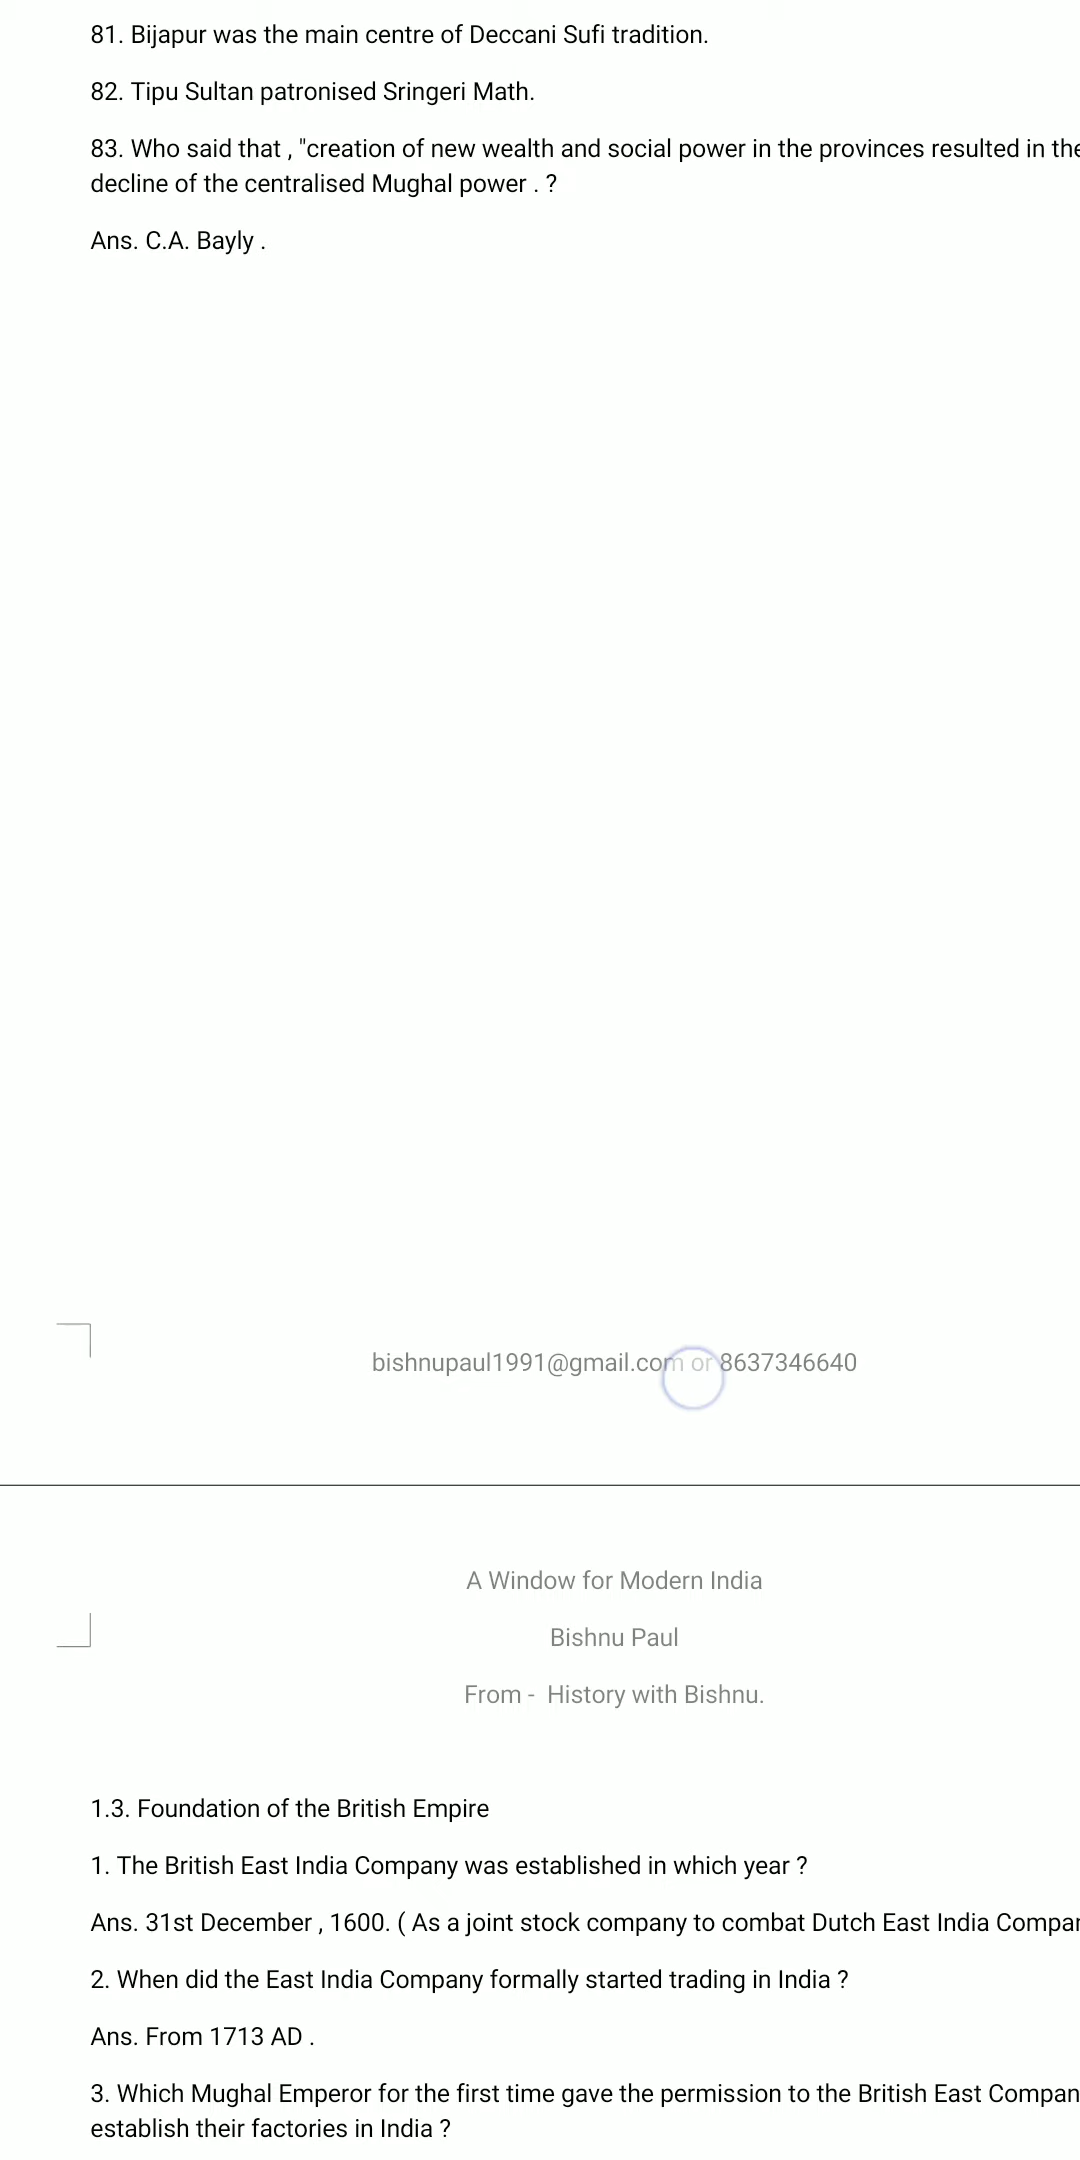 81. Bijapur was the main centre of Deccani Sufi tradition.
82. Tipu Sultan patronised Sringeri Math.
83. Who said that , "creation of new wealth and social power in the provinces resulted in the
decline of the centralised Mughal power . ?
Ans. C.A. Bayly .
bishnupaul1991@gmail.com or 8637346640
A Window for Modern India
Bishnu Paul
From - History with Bishnu.
1.3. Foundation of the British Empire
1. The British East India Company was established in which year ?
Ans. 31st December , 1600. ( As a joint stock company to combat Dutch East India
2. When did the East India Company formally started trading in India ?
Ans. From 1713 AD .
3. Which Mughal Emperor for the first time gave the permission to the British East
establish their factories in India ?